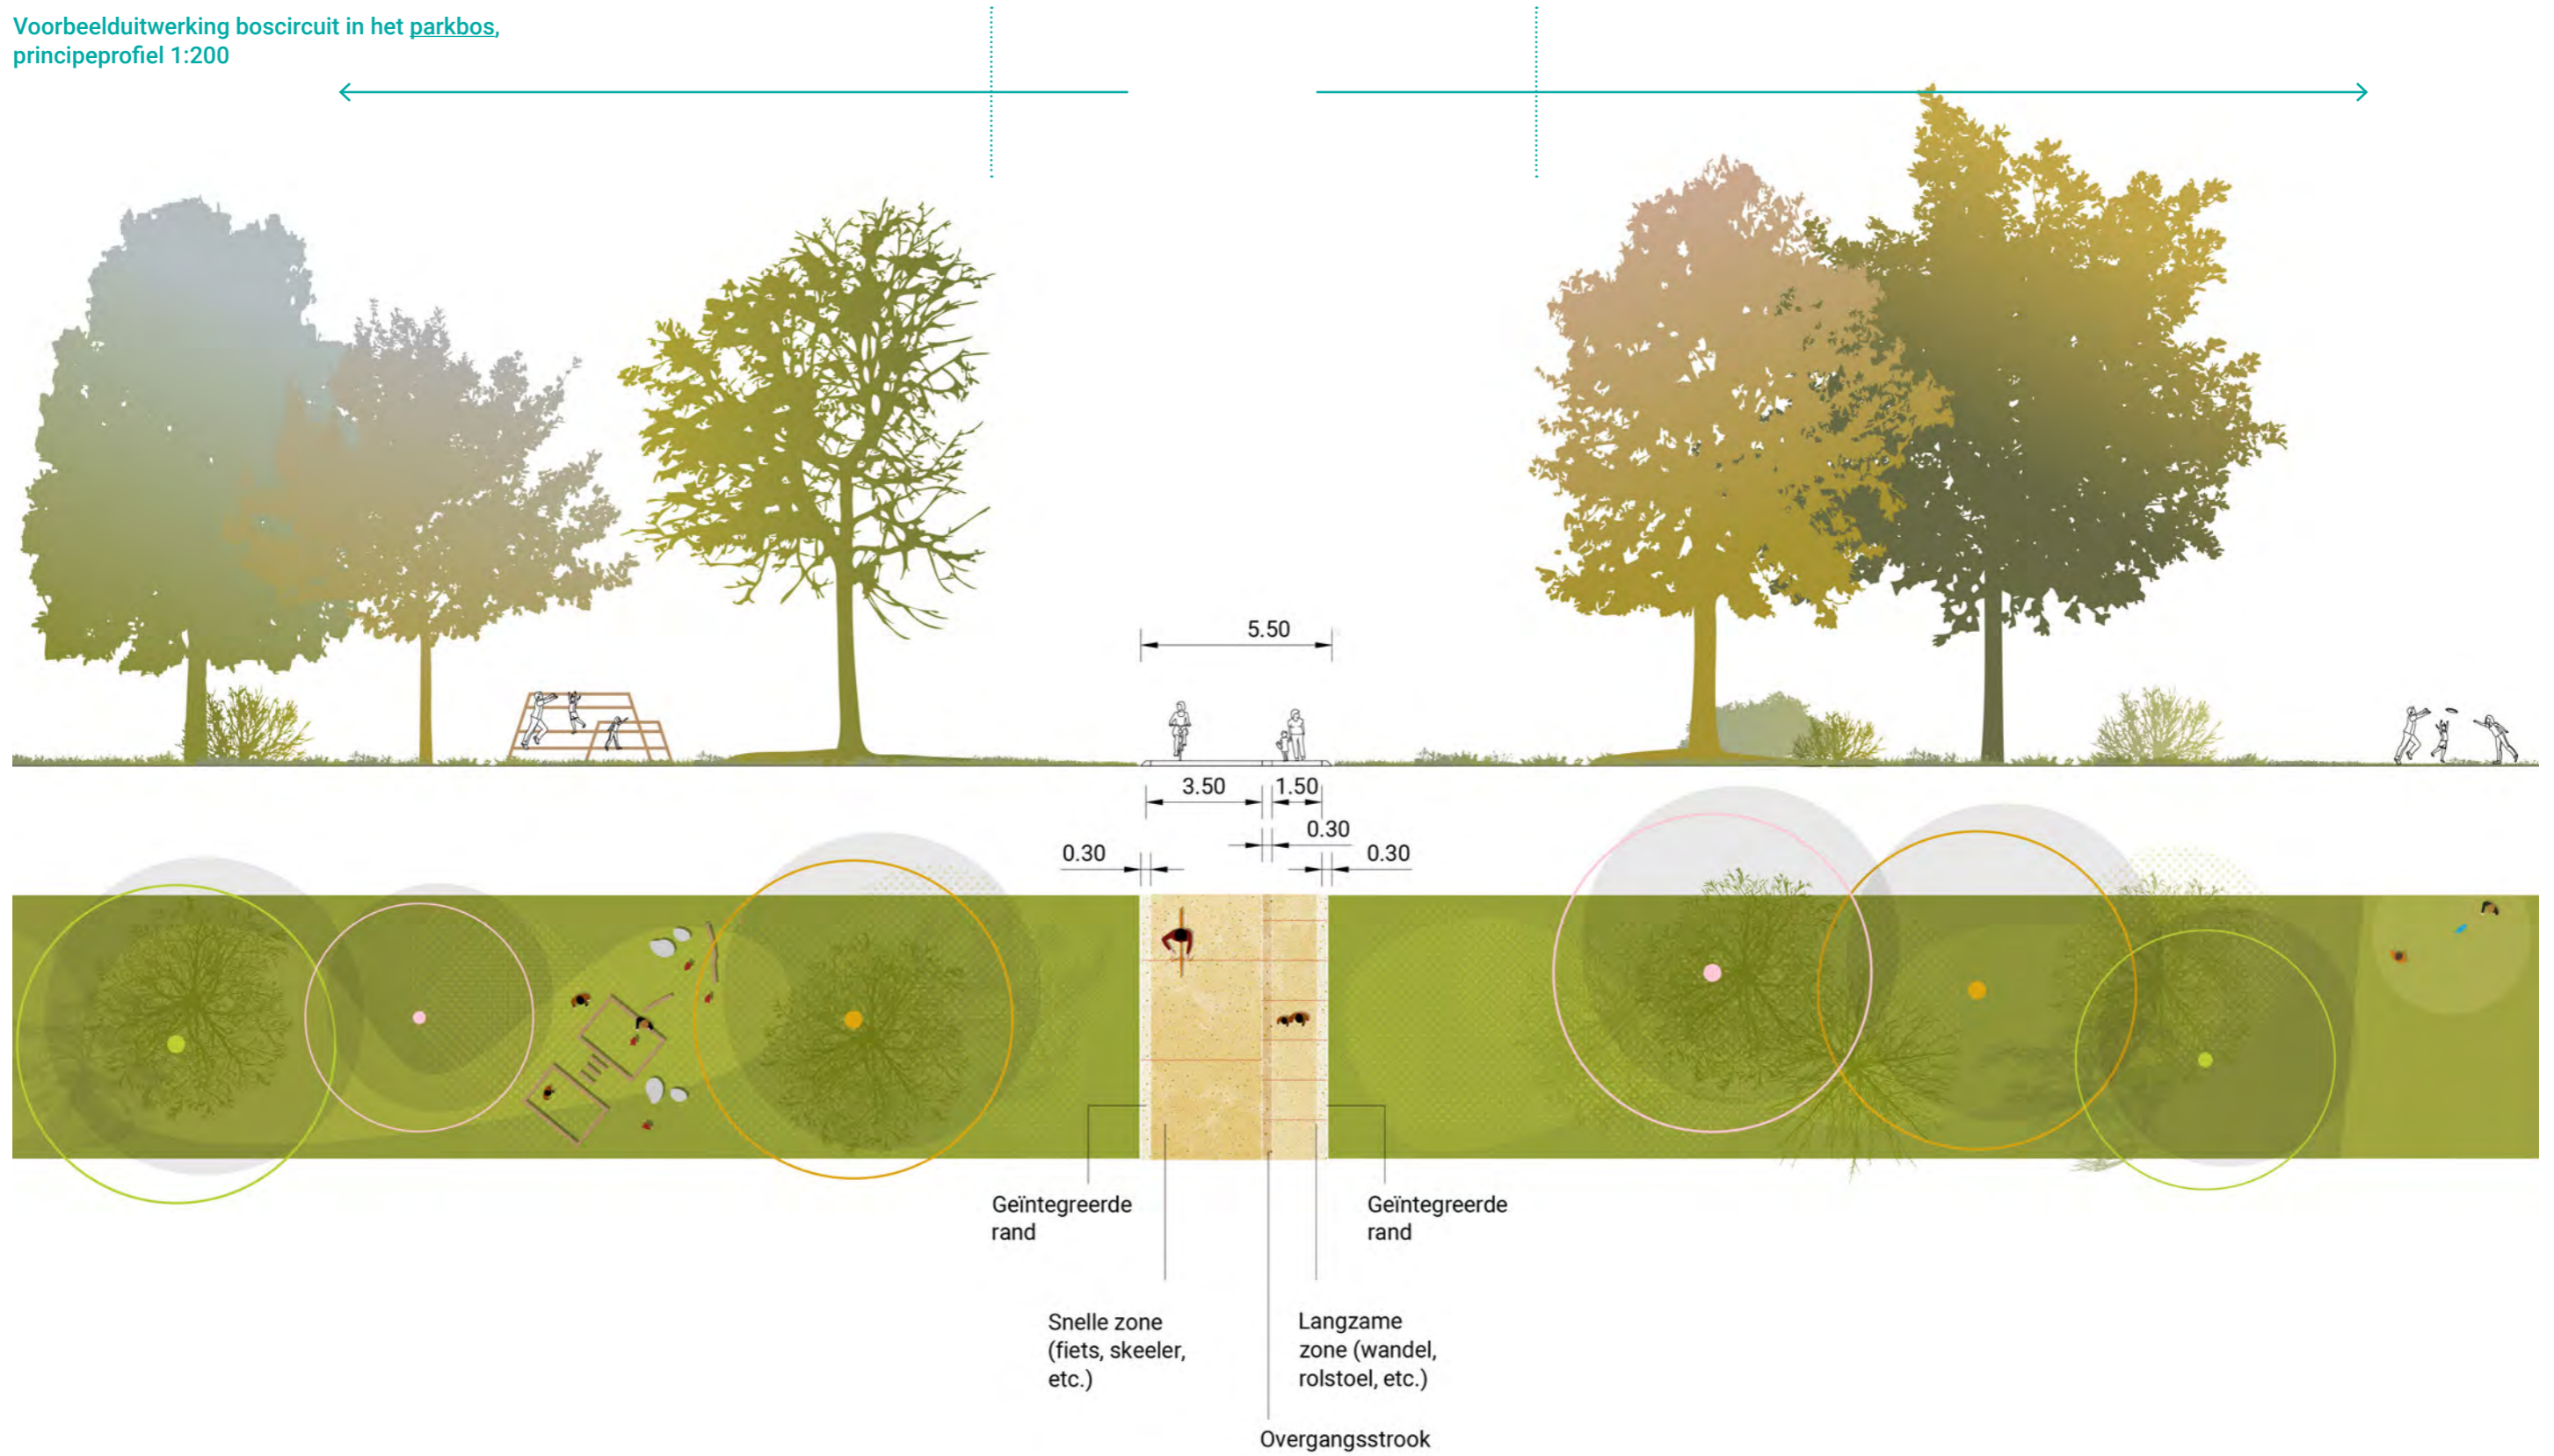 Voorbeelduitwerking boscircuit in het parkbos,
principeprofiel 1:200
5.50
3.50
1.50
0.30
0.30
0.30
Geïntegreerde
rand
Geïntegreerde
rand
Snelle zone
(fiets, skeeler,
etc.)
Langzame
zone (wandel,
rolstoel, etc.)
Overgangsstrook